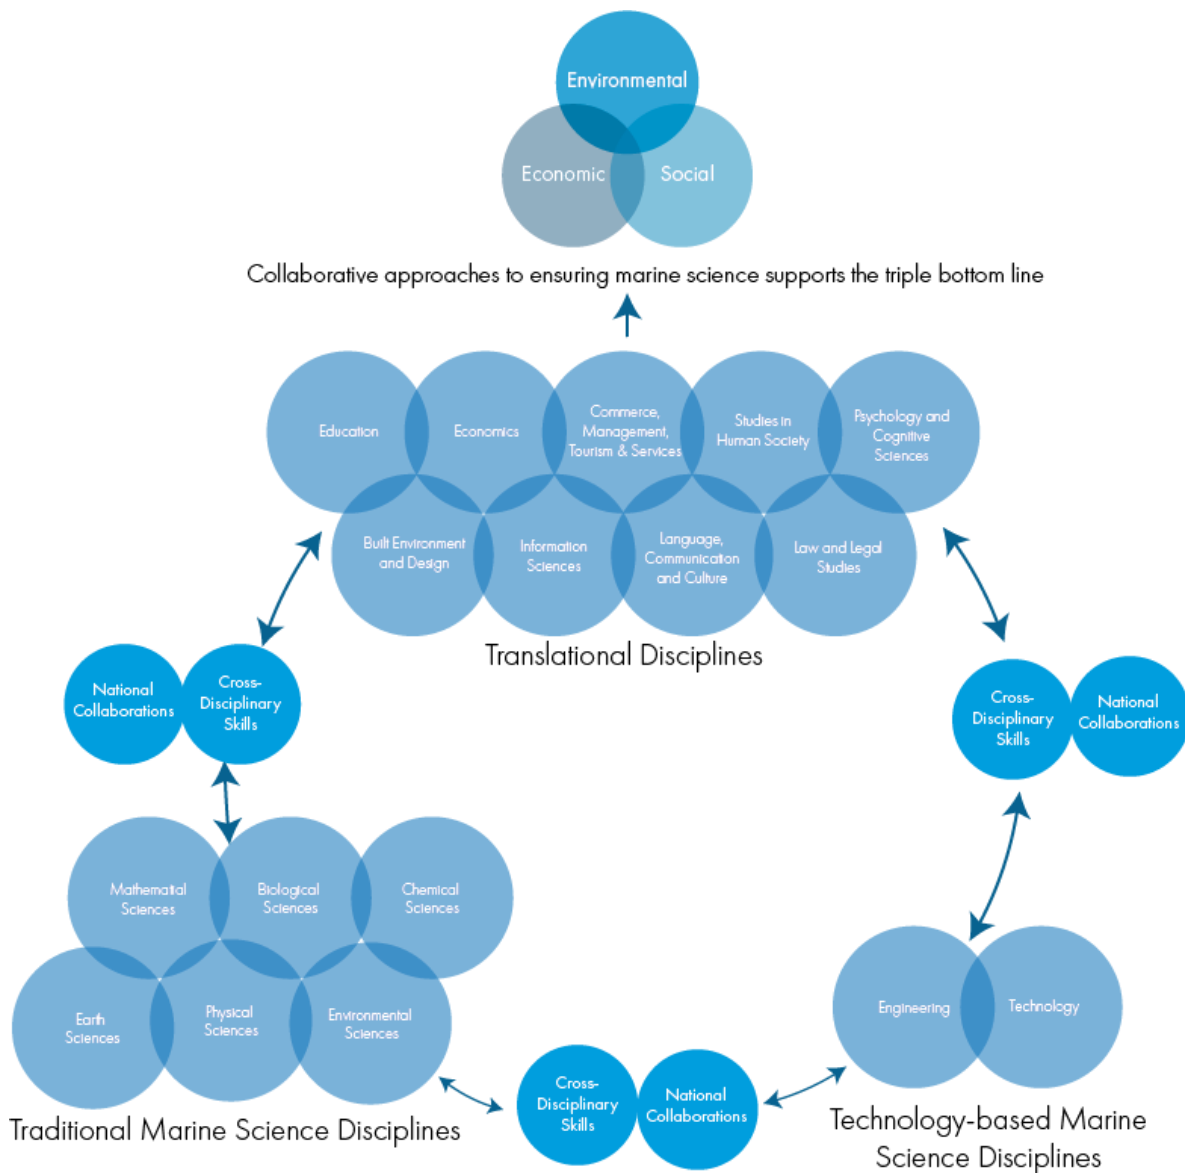 Environmental
Economic
Social
Collaborative approaches to ensuring marine science supports the triple bottom line
Education
Economics
Commerce,
Management,
Tourism & Services
Studies in
Human Society
Psychology and
Cognitive
Sciences
Built Environment
and Design
Information
Sciences
Language,
Communication
and Culture
Law and Legal
Studies
Translational Disciplines
National
Collaborations
Cross-
Disciplinary
Skills
Cross-
Disciplinary
Skills
National
Collaborations
Mathematial
Sciences
Biological
Sciences
Chemical
Sciences
Earth
Sciences
Physical
Sciences
Environmental
Sciences
Traditional Marine Science Disciplines
Engineering
Technology
Cross-
Disciplinary
Skills
National
Collaborations
Technology-based Marine
Science Disciplines